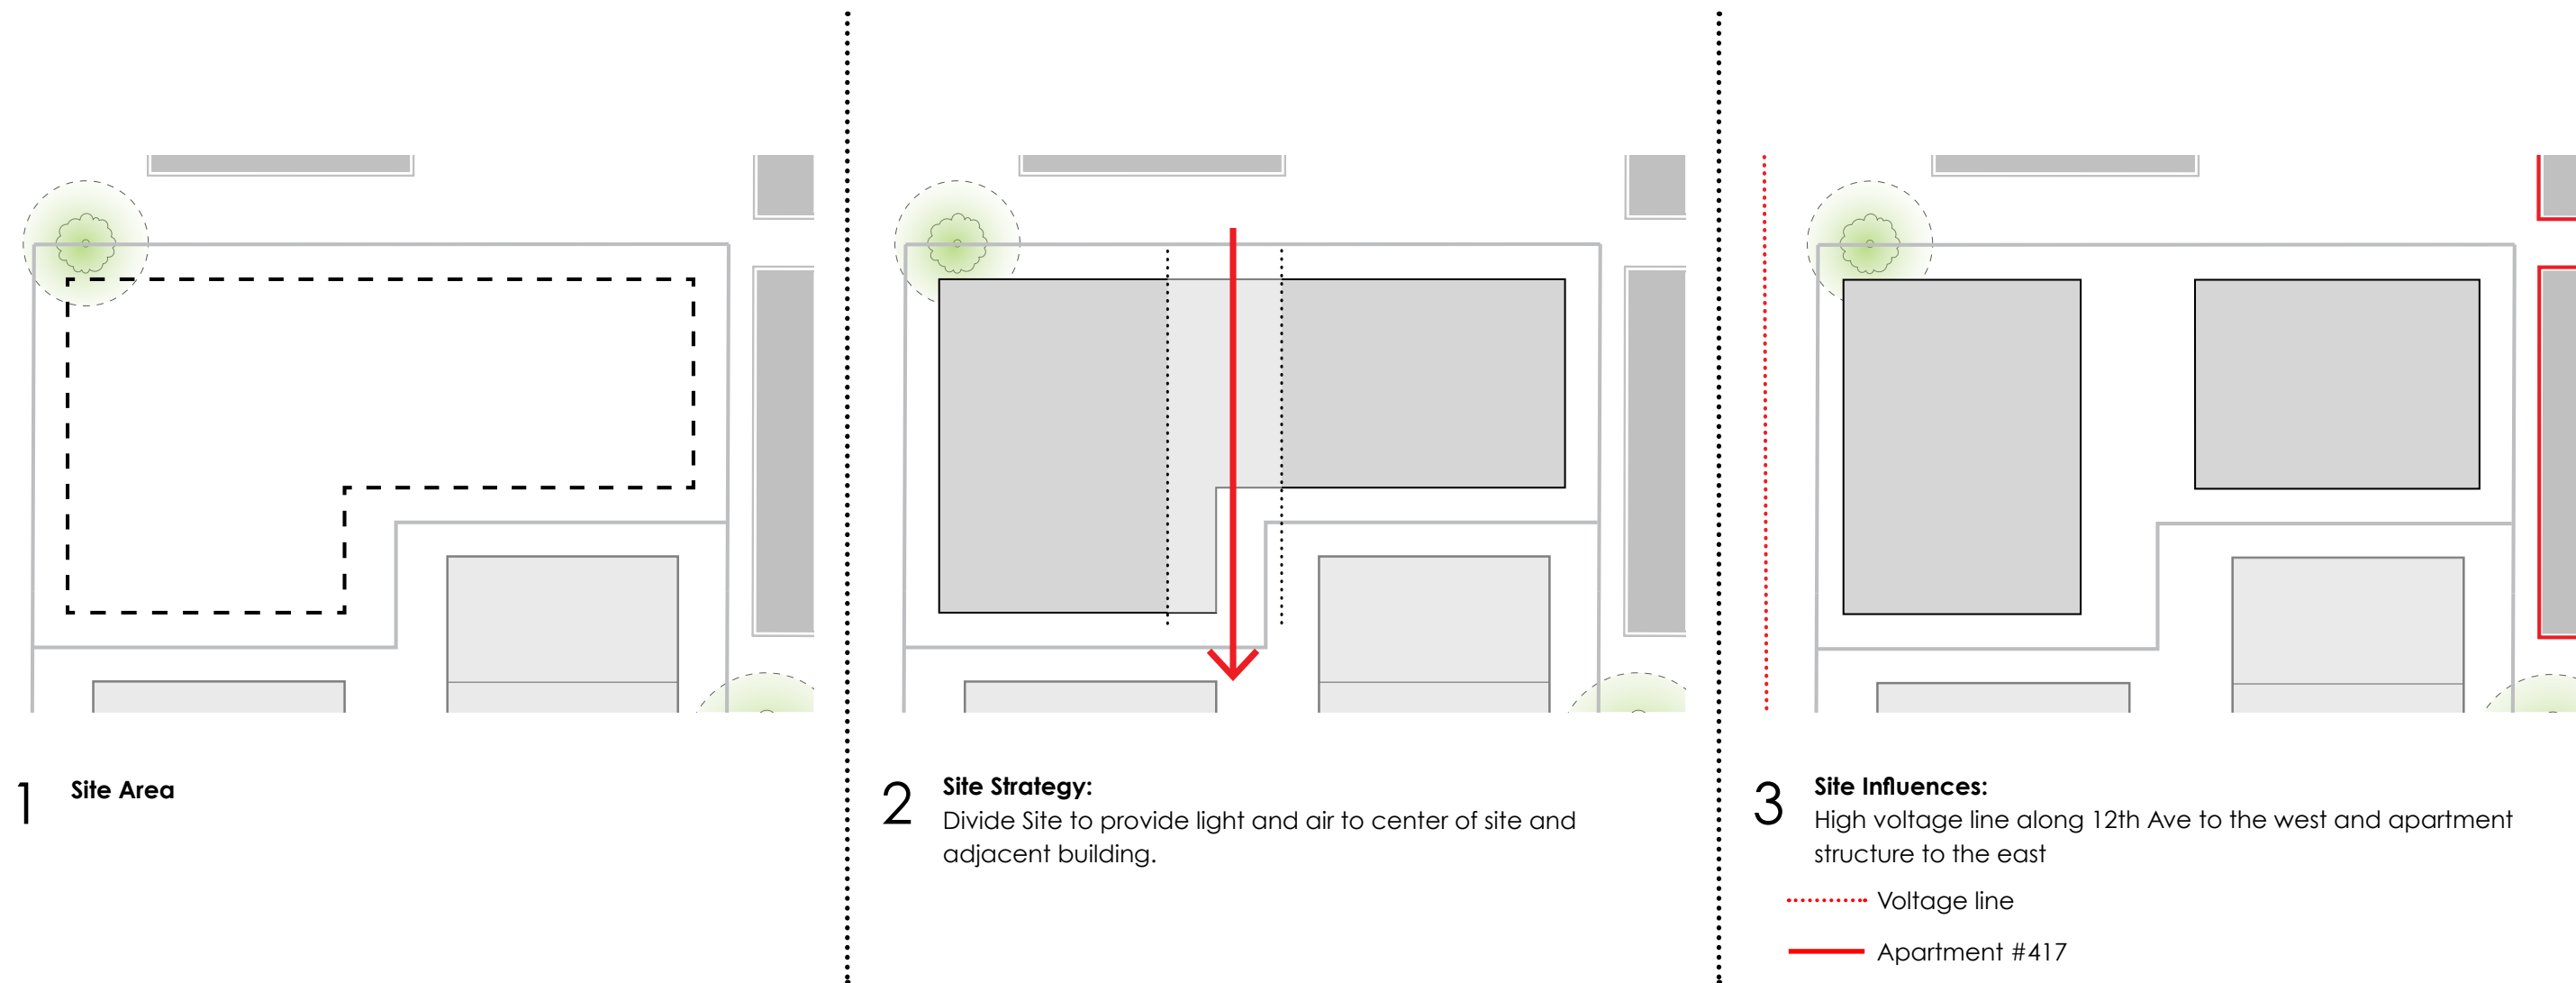 1 Site Area
2 Site Strategy:
Divide Site to provide light and air to center of site and
adjacent building.
3 Site Influences:
High voltage line along 12th Ave to the west and apartment
structure to the east
Voltage line
Apartment #417